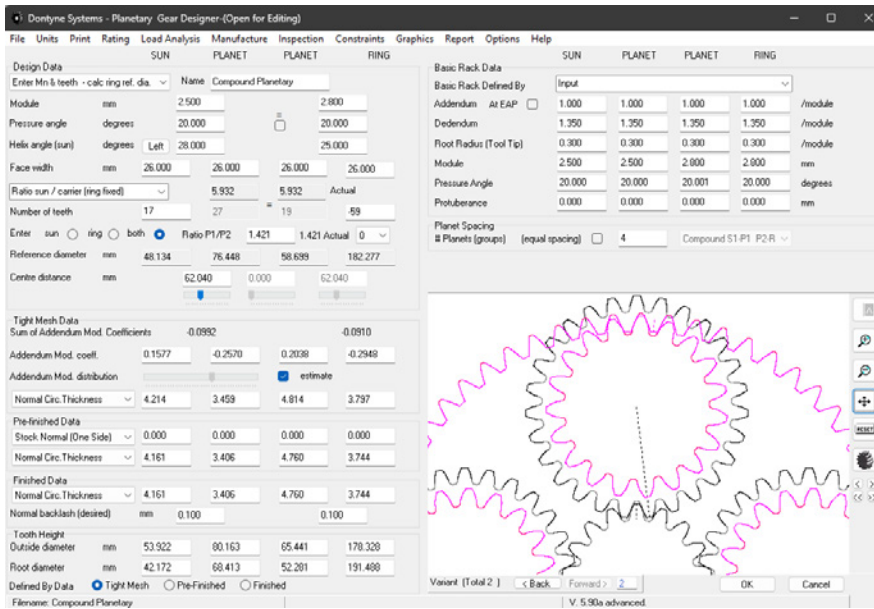 Dontyne Systems - Planetary Gear Designer-(Open for Editing)
File Units Print Rating Load Analysis Manufacture Inspection Constraints Graphics Report Options Help
SUN PLANET PLANET RING
Design Data
Enter Mn & teeth - calc ring ref. dia. Name Compound Planetary
Module mm 2.500 2.800
Pressure angle degrees 20.000 = 20.000
Helix angle (sun) degrees Left 28.000 25.000
Face width mm 26.000 26.000 26.000 26.000
Ratio sun / carrier (ring fixed) 5.932 5.932 Actual
Number of teeth 17 27 = 19 -59
Enter sun ring both Ratio P1/P2 1.421 1.421 Actual 0
Reference diameter mm 48.134 76.448 58.699 182.277
Centre distance mm 62.040 0.000 62.040
Tight Mesh Data
Sum of Addendum Mod. Coefficients -0.0992 -0.0910
Addendum Mod. coeff. 0.1577 -0.2570 0.2038 -0.2948
Addendum Mod. distribution estimate
Normal Circ.Thickness 4.214 3.459 4.814 3.797
Pre-finished Data
Stock Normal (One Side) 0.000 0.000 0.000 0.000
Normal Circ.Thickness 4.161 3.406 4.760 3.744
Finished Data
Normal Circ.Thickness 4.161 3.406 4.760 3.744
Normal backlash (desired) mm 0.100 0.100
Tooth Height
Outside diameter mm 53.922 80.163 65.441 178.328
Root diameter mm 42.172 68.413 52.281 191.488
Defined By Data Tight Mesh Pre-Finished Finished
SUN PLANET PLANET RING
Basic Rack Data
Basic Rack Defined By Input
Addendum At EAP 1.000 1.000 1.000 1.000 /module
Dedendum 1.350 1.350 1.350 1.350 /module
Root Radius (Tool Tip) 0.300 0.300 0.300 0.300 /module
Module 2.500 2.500 2.800 2.800 mm
Pressure Angle 20.000 20.000 20.001 20.000 degrees
Protuberance 0.000 0.000 0.000 0.000 mm
Planet Spacing
# Planets (groups) (equal spacing) 4 Compound S1-P1 P2-R
RESET
Variant (Total 2 ) < Back Forward > 2 OK Cancel
Filename: Compound Planetary V. 5.90a advanced.